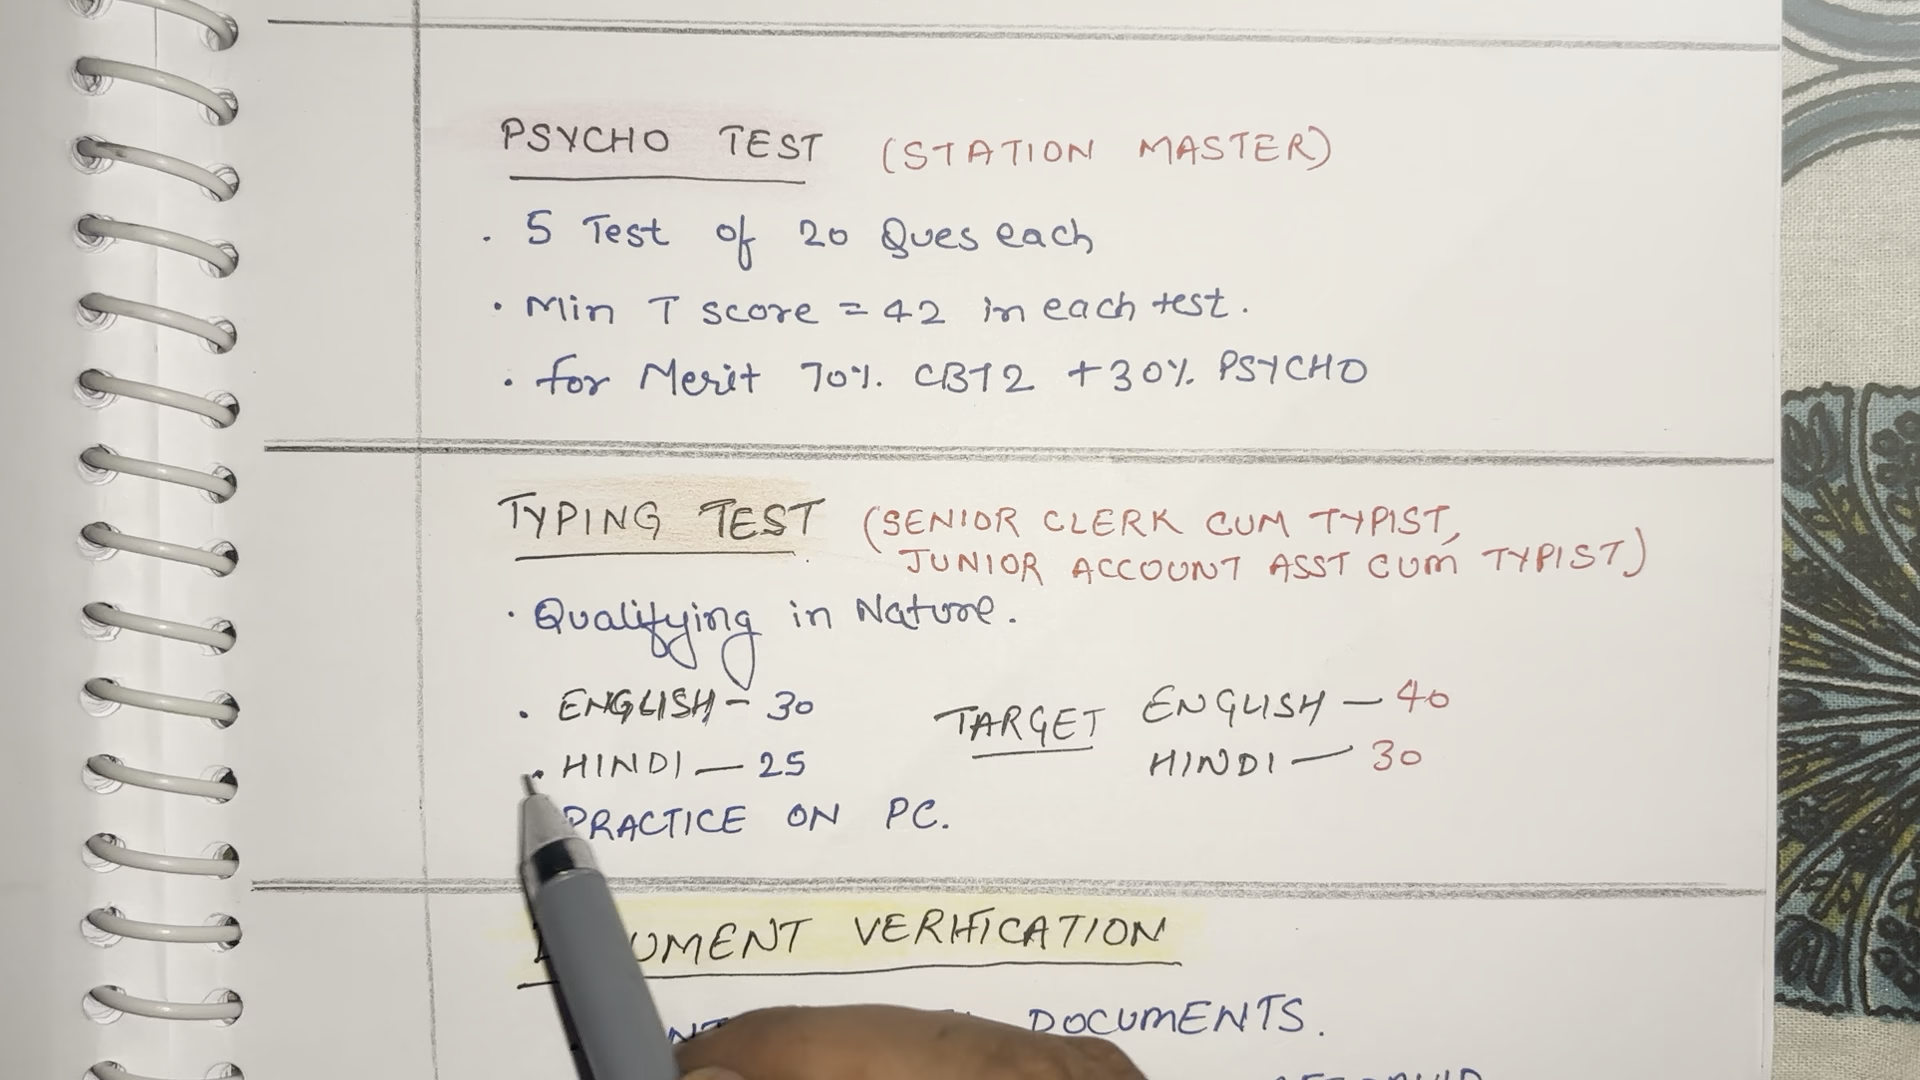 PSYCHO TEST (STATION MASTER)
. 5 Test of 20 Ques each
. Min T score = 42 in each test.
. for Merit 70%. CBT2 + 30%. PSYCHO
TYPING TEST (SENIOR CLERK CUM TYPIST,
JUNIOR ACCOUNT ASST CUM TYPIST)
. Qualifying in Nature.
. ENGLISH - 30 TARGET ENGLISH - 40
. HINDI - 25 HINDI - 30
PRACTICE ON PC.
VERIFICATION
DOCUMENTS.